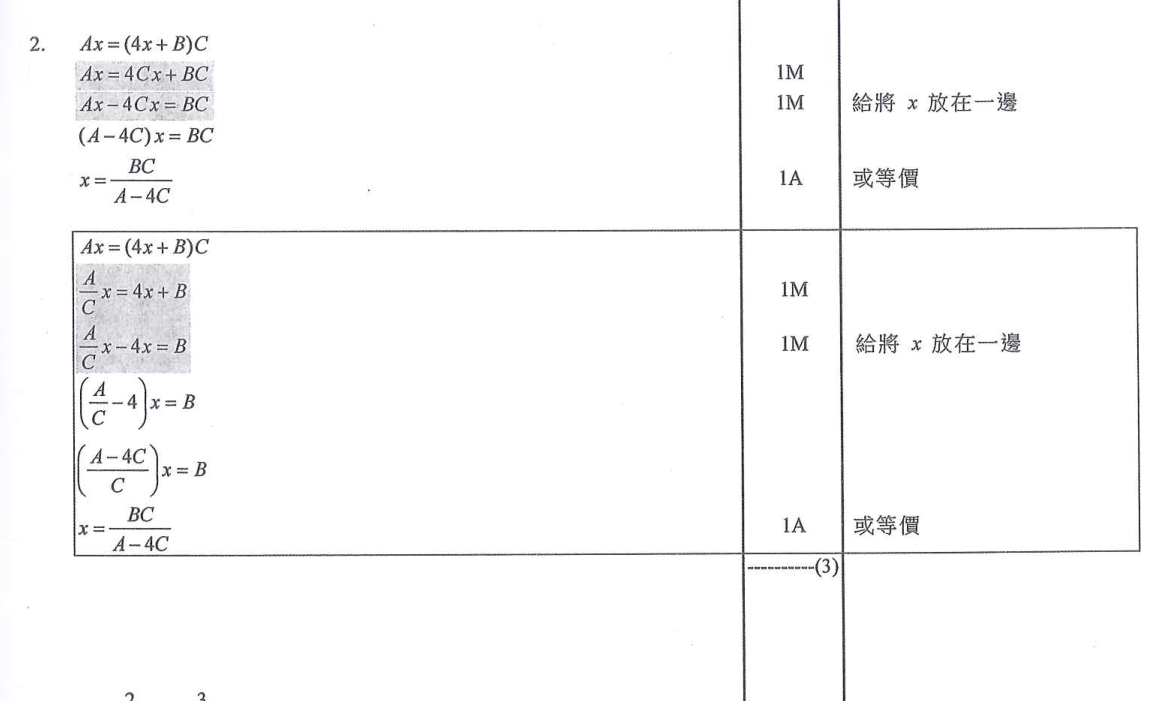 2. Ax = (4x + B)C
Ax = 4Cx + BC 1M
Ax − 4Cx = BC 1M 給將 x 放在一邊
(A − 4C)x = BC
x = BC/(A − 4C) 1A 或等價
Ax = (4x + B)C
A/C x = 4x + B 1M
A/C x − 4x = B 1M 給將 x 放在一邊
(A/C − 4)x = B
((A − 4C)/C)x = B
x = BC/(A − 4C) 1A 或等價
-----------(3)
2 3